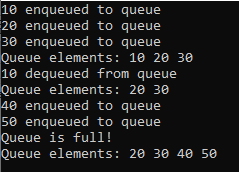 10 enqueued to queue
20 enqueued to queue
30 enqueued to queue
Queue elements: 10 20 30
10 dequeued from queue
Queue elements: 20 30
40 enqueued to queue
50 enqueued to queue
Queue is full!
Queue elements: 20 30 40 50